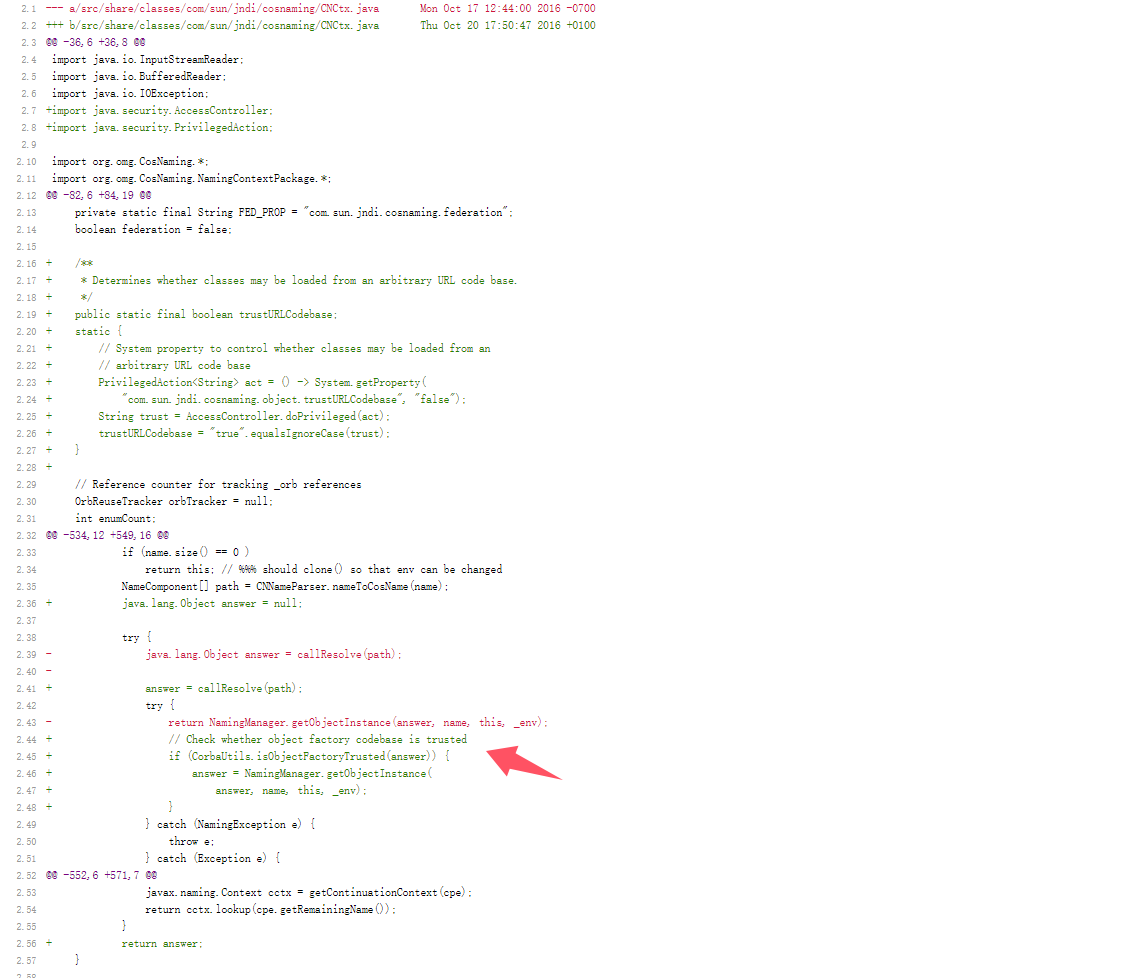 2.1 --- a/src/share/classes/com/sun/jndi/cosnaming/CNCtx.java Mon Oct 17 12:44:00 2016 -0700
2.2 +++ b/src/share/classes/com/sun/jndi/cosnaming/CNCtx.java Thu Oct 20 17:50:47 2016 +0100
2.3 @@ -36,6 +36,8 @@
2.4 import java.io.InputStreamReader;
2.5 import java.io.BufferedReader;
2.6 import java.io.IOException;
2.7 +import java.security.AccessController;
2.8 +import java.security.PrivilegedAction;
2.9
2.10 import org.omg.CosNaming.*;
2.11 import org.omg.CosNaming.NamingContextPackage.*;
2.12 @@ -82,6 +84,19 @@
2.13 private static final String FED_PROP = "com.sun.jndi.cosnaming.federation";
2.14 boolean federation = false;
2.15
2.16 + /**
2.17 + * Determines whether classes may be loaded from an arbitrary URL code base.
2.18 + */
2.19 + public static final boolean trustURLCodebase;
2.20 + static {
2.21 + // System property to control whether classes may be loaded from an
2.22 + // arbitrary URL code base
2.23 + PrivilegedAction<String> act = () -> System.getProperty(
2.24 + "com.sun.jndi.cosnaming.object.trustURLCodebase", "false");
2.25 + String trust = AccessController.doPrivileged(act);
2.26 + trustURLCodebase = "true".equalsIgnoreCase(trust);
2.27 + }
2.28 +
2.29 // Reference counter for tracking _orb references
2.30 OrbReuseTracker orbTracker = null;
2.31 int enumCount;
2.32 @@ -534,12 +549,16 @@
2.33 if (name.size() == 0 )
2.34 return this; // %%% should clone() so that env can be changed
2.35 NameComponent[] path = CNNameParser.nameToCosName(name);
2.36 + java.lang.Object answer = null;
2.37
2.38 try {
2.39 - java.lang.Object answer = callResolve(path);
2.40 -
2.41 + answer = callResolve(path);
2.42 try {
2.43 - return NamingManager.getObjectInstance(answer, name, this, _env);
2.44 + // Check whether object factory codebase is trusted
2.45 + if (CorbaUtils.isObjectFactoryTrusted(answer)) {
2.46 + answer = NamingManager.getObjectInstance(
2.47 + answer, name, this, _env);
2.48 + }
2.49 } catch (NamingException e) {
2.50 throw e;
2.51 } catch (Exception e) {
2.52 @@ -552,6 +571,7 @@
2.53 javax.naming.Context cctx = getContinuationContext(cpe);
2.54 return cctx.lookup(cpe.getRemainingName());
2.55 }
2.56 + return answer;
2.57 }
2.58